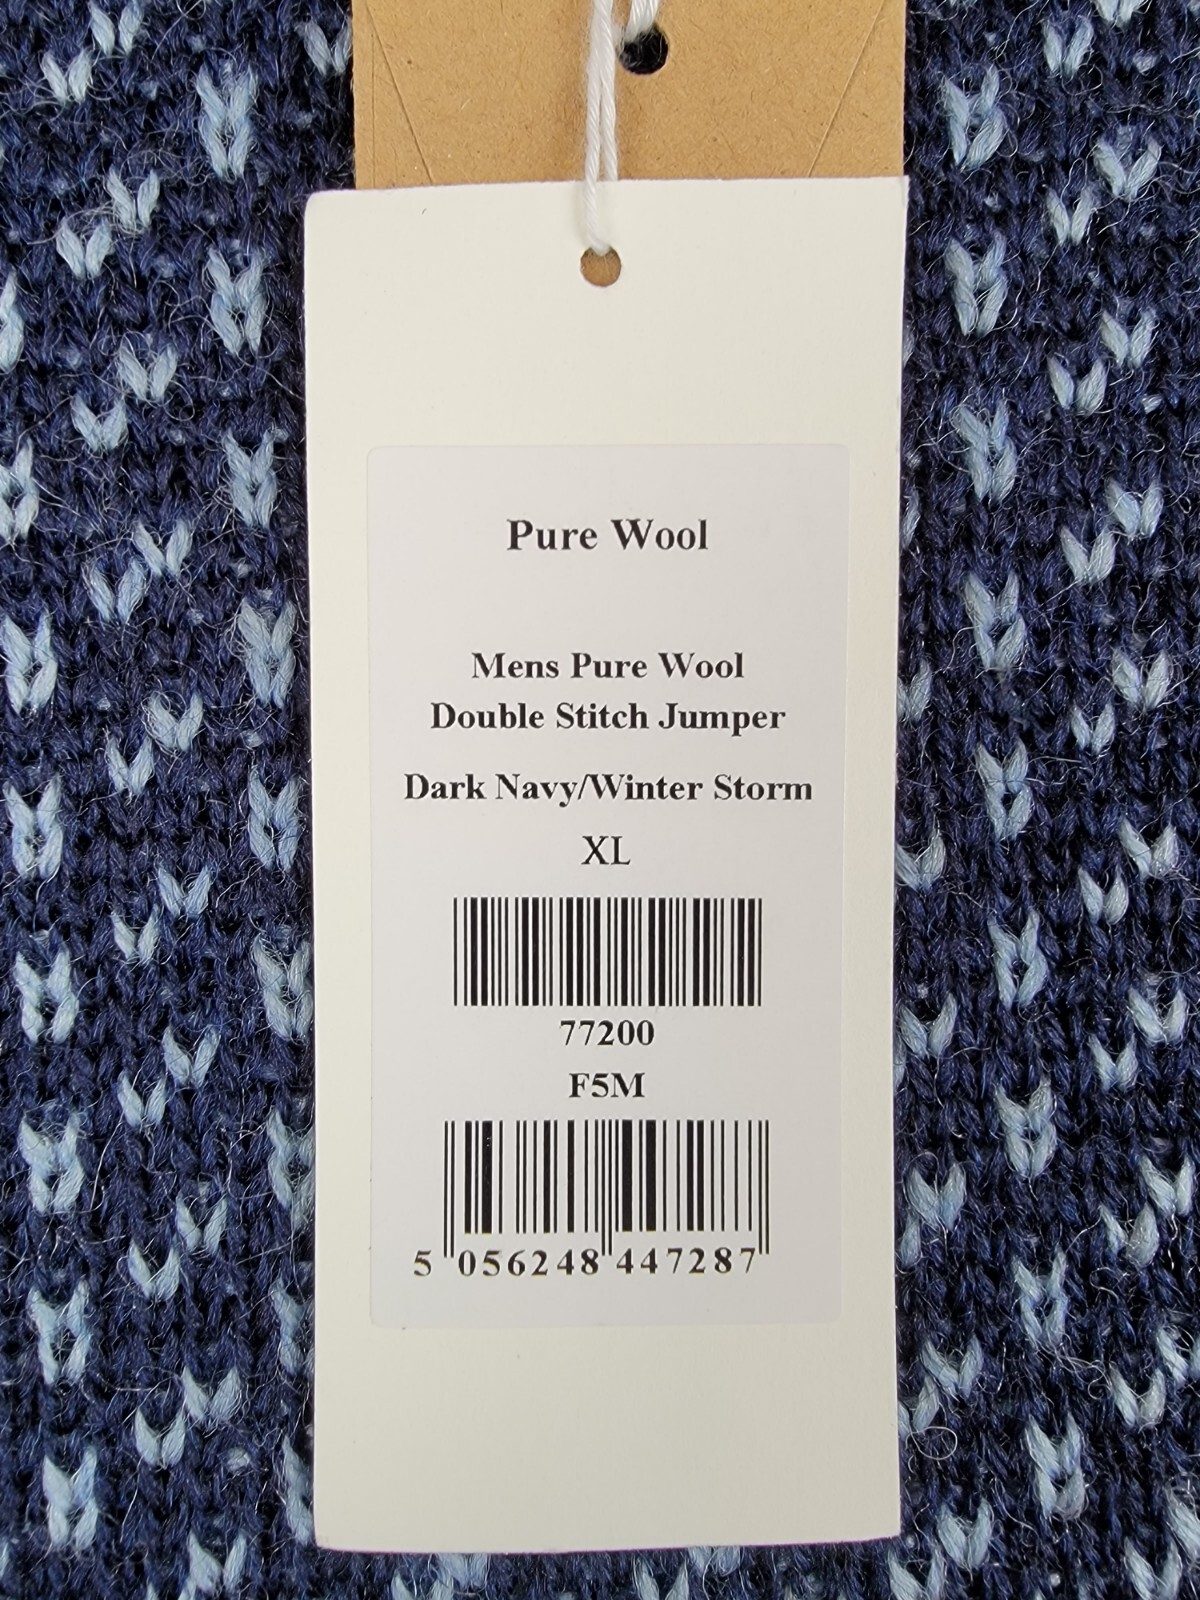 Pure Wool
Mens Pure Wool
Double Stitch Jumper
Dark Navy/Winter Storm
XL
77200
F5M
5 056248 447287